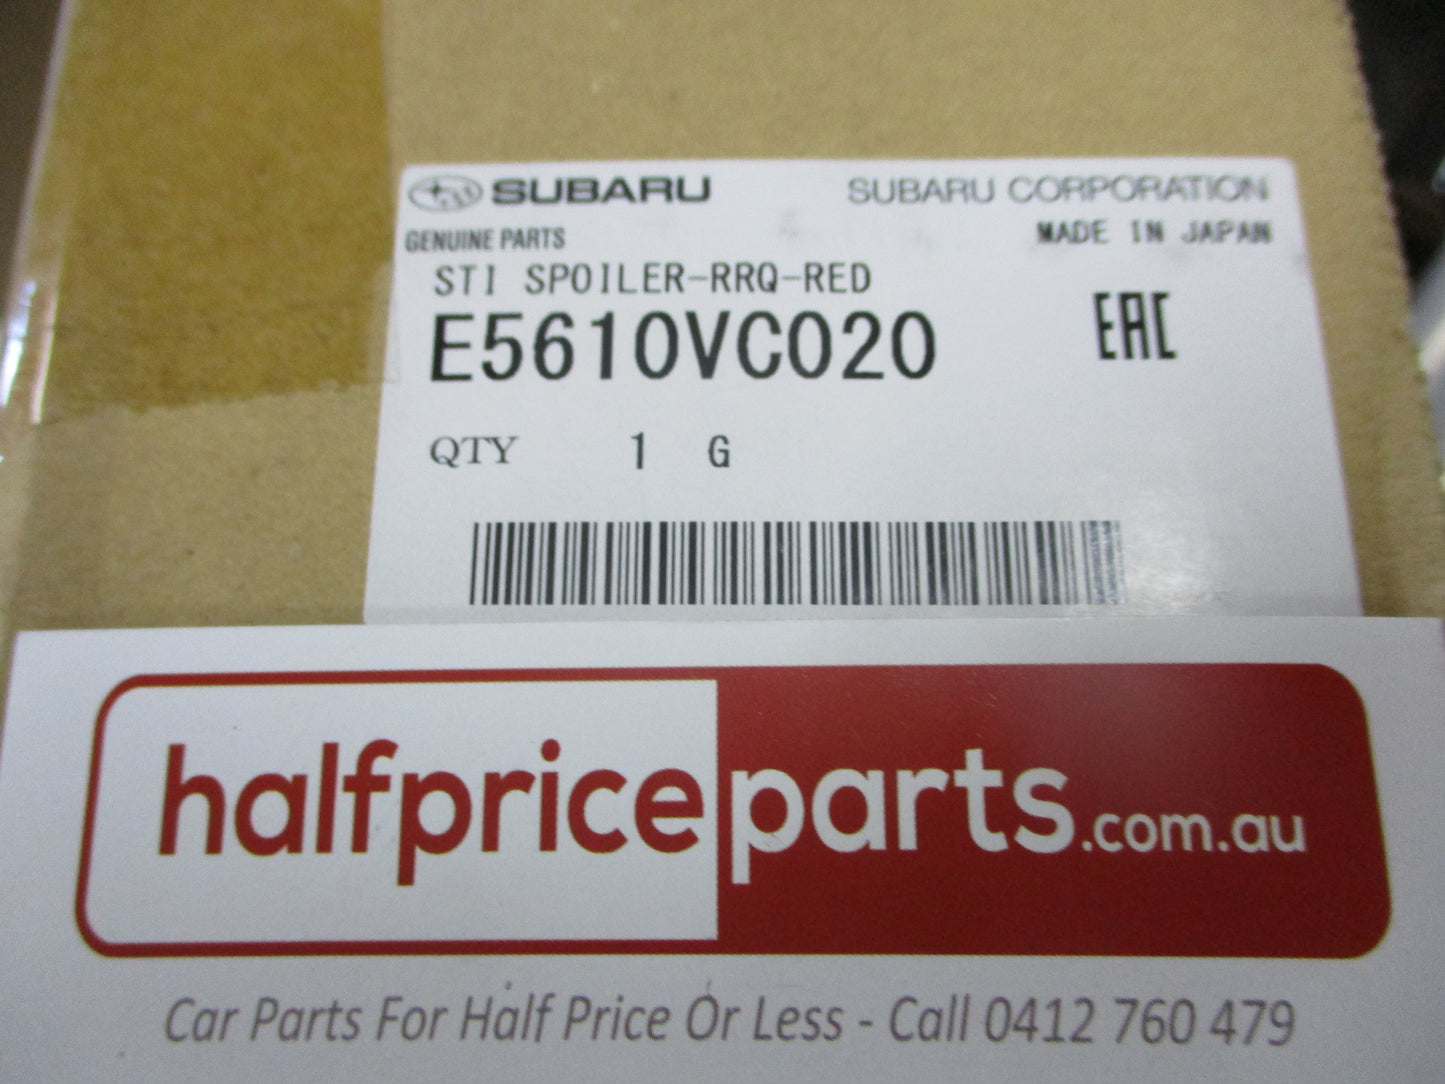 SUBARU SUBARU CORPORATION
GENUINE PARTS MADE IN JAPAN
STI SPOILER-RRQ-RED
E5610VC020 EAC
QTY 1 G
halfpriceparts.com.au
Car Parts For Half Price Or Less - Call 0412 760 479